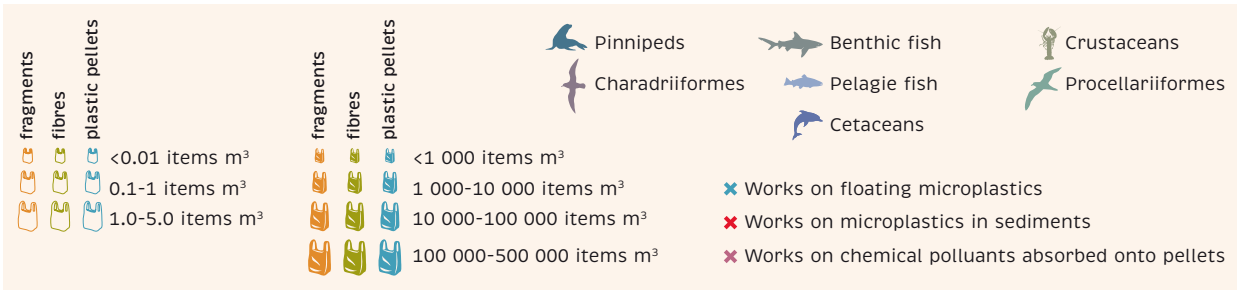 fragments
fibres
plastic pellets
<0.01 items m³
0.1-1 items m³
1.0-5.0 items m³
fragments
fibres
plastic pellets
<1 000 items m³
1 000-10 000 items m³
10 000-100 000 items m³
100 000-500 000 items m³
Pinnipeds
Benthic fish
Crustaceans
Charadriiformes
Pelagie fish
Procellariiformes
Cetaceans
Works on floating microplastics
Works on microplastics in sediments
Works on chemical polluants absorbed onto pellets